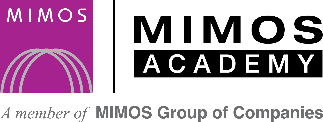 MIMOS
MIMOS
ACADEMY
A member of MIMOS Group of Companies